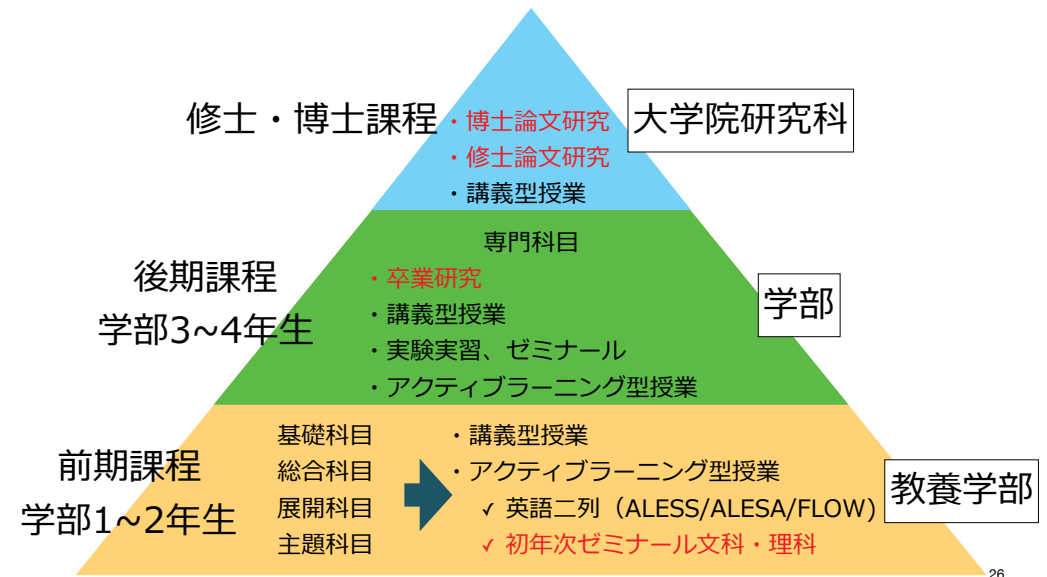 修士・博士課程
・博士論文研究
・修士論文研究
・講義型授業
大学院研究科
後期課程
学部3~4年生
専門科目
・卒業研究
・講義型授業
・実験実習、ゼミナール
・アクティブラーニング型授業
学部
前期課程
学部1~2年生
基礎科目
総合科目
展開科目
主題科目
・講義型授業
・アクティブラーニング型授業
✓ 英語二列（ALESS/ALESA/FLOW)
✓ 初年次ゼミナール文科・理科
教養学部
26